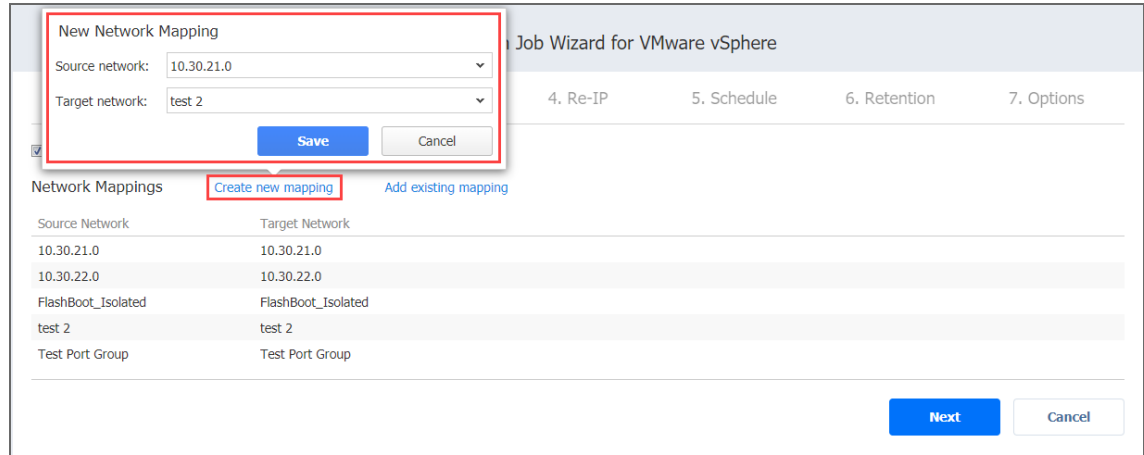 New Network Mapping
Job Wizard for VMware vSphere
Source network: 10.30.21.0
Target network: test 2
4. Re-IP 5. Schedule 6. Retention 7. Options
Save Cancel
Network Mappings Create new mapping Add existing mapping
Source Network Target Network
10.30.21.0 10.30.21.0
10.30.22.0 10.30.22.0
FlashBoot_Isolated FlashBoot_Isolated
test 2 test 2
Test Port Group Test Port Group
Next Cancel